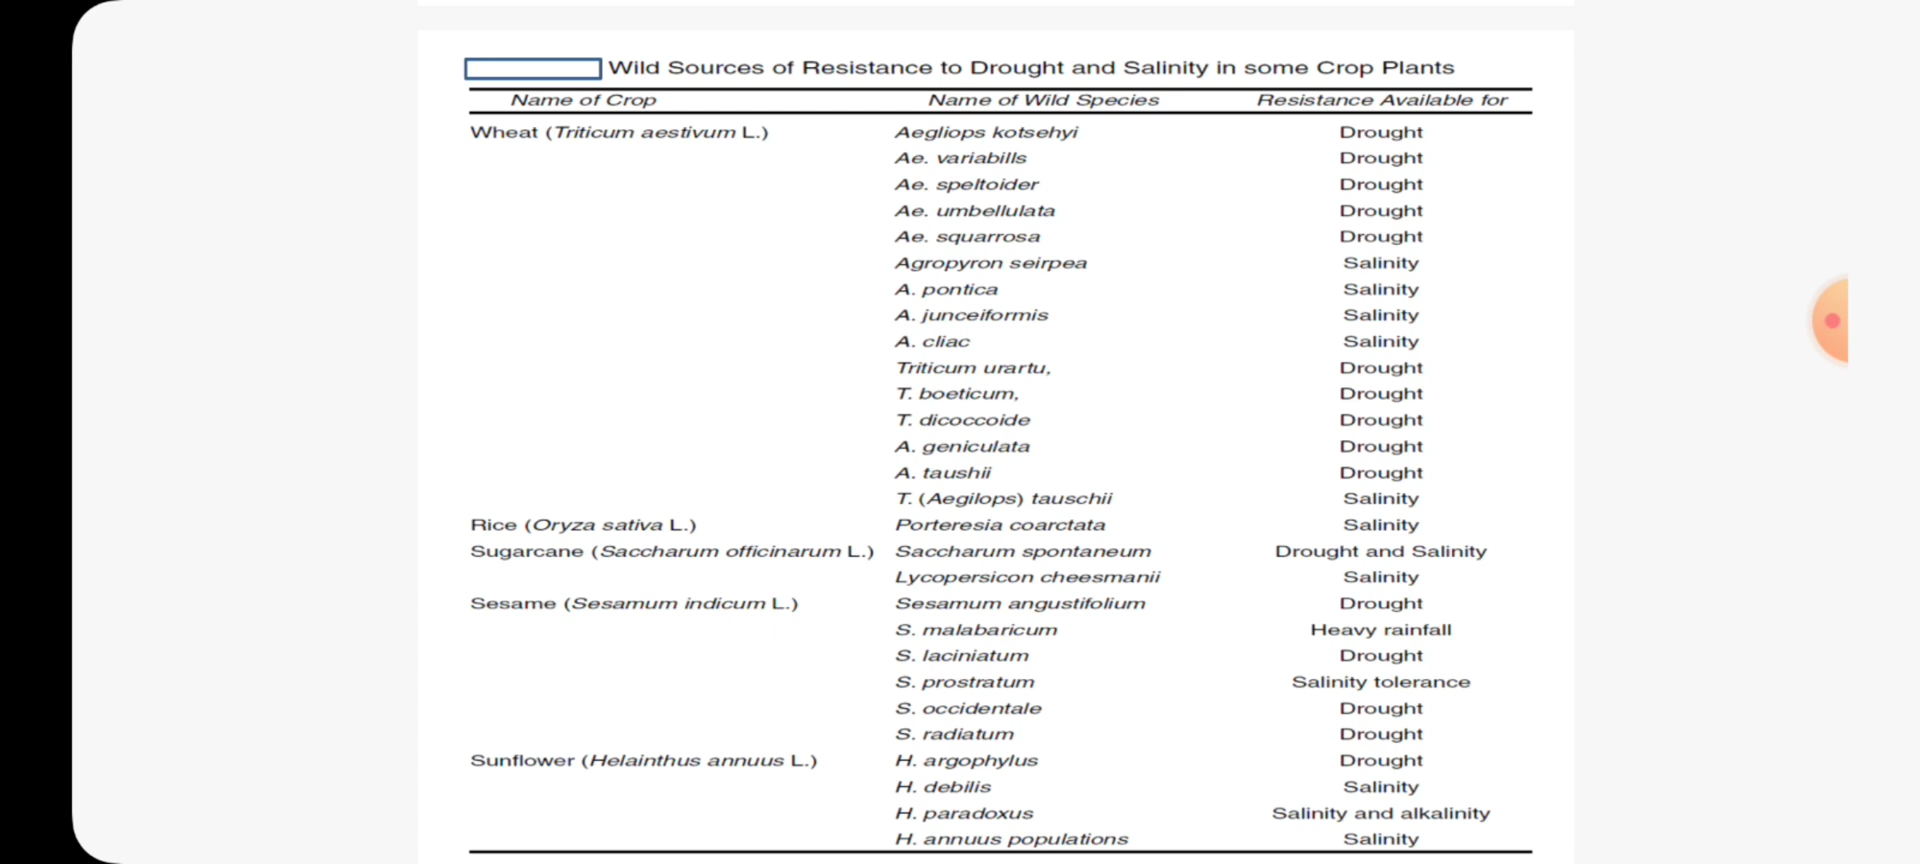 Wild Sources of Resistance to Drought and Salinity in some Crop Plants
Name of Crop Name of Wild Species Resistance Available for
Wheat (Triticum aestivum L.) Aegliops kotsehyi Drought
Ae. variabills Drought
Ae. speltoider Drought
Ae. umbellulata Drought
Ae. squarrosa Drought
Agropyron seirpea Salinity
A. pontica Salinity
A. junceiformis Salinity
A. cliac Salinity
Triticum urartu, Drought
T. boeticum, Drought
T. dicoccoide Drought
A. geniculata Drought
A. taushii Drought
T. (Aegilops) tauschii Salinity
Rice (Oryza sativa L.) Porteresia coarctata Salinity
Sugarcane (Saccharum officinarum L.) Saccharum spontaneum Drought and Salinity
Lycopersicon cheesmanii Salinity
Sesame (Sesamum indicum L.) Sesamum angustifolium Drought
S. malabaricum Heavy rainfall
S. laciniatum Drought
S. prostratum Salinity tolerance
S. occidentale Drought
S. radiatum Drought
Sunflower (Helainthus annuus L.) H. argophylus Drought
H. debilis Salinity
H. paradoxus Salinity and alkalinity
H. annuus populations Salinity